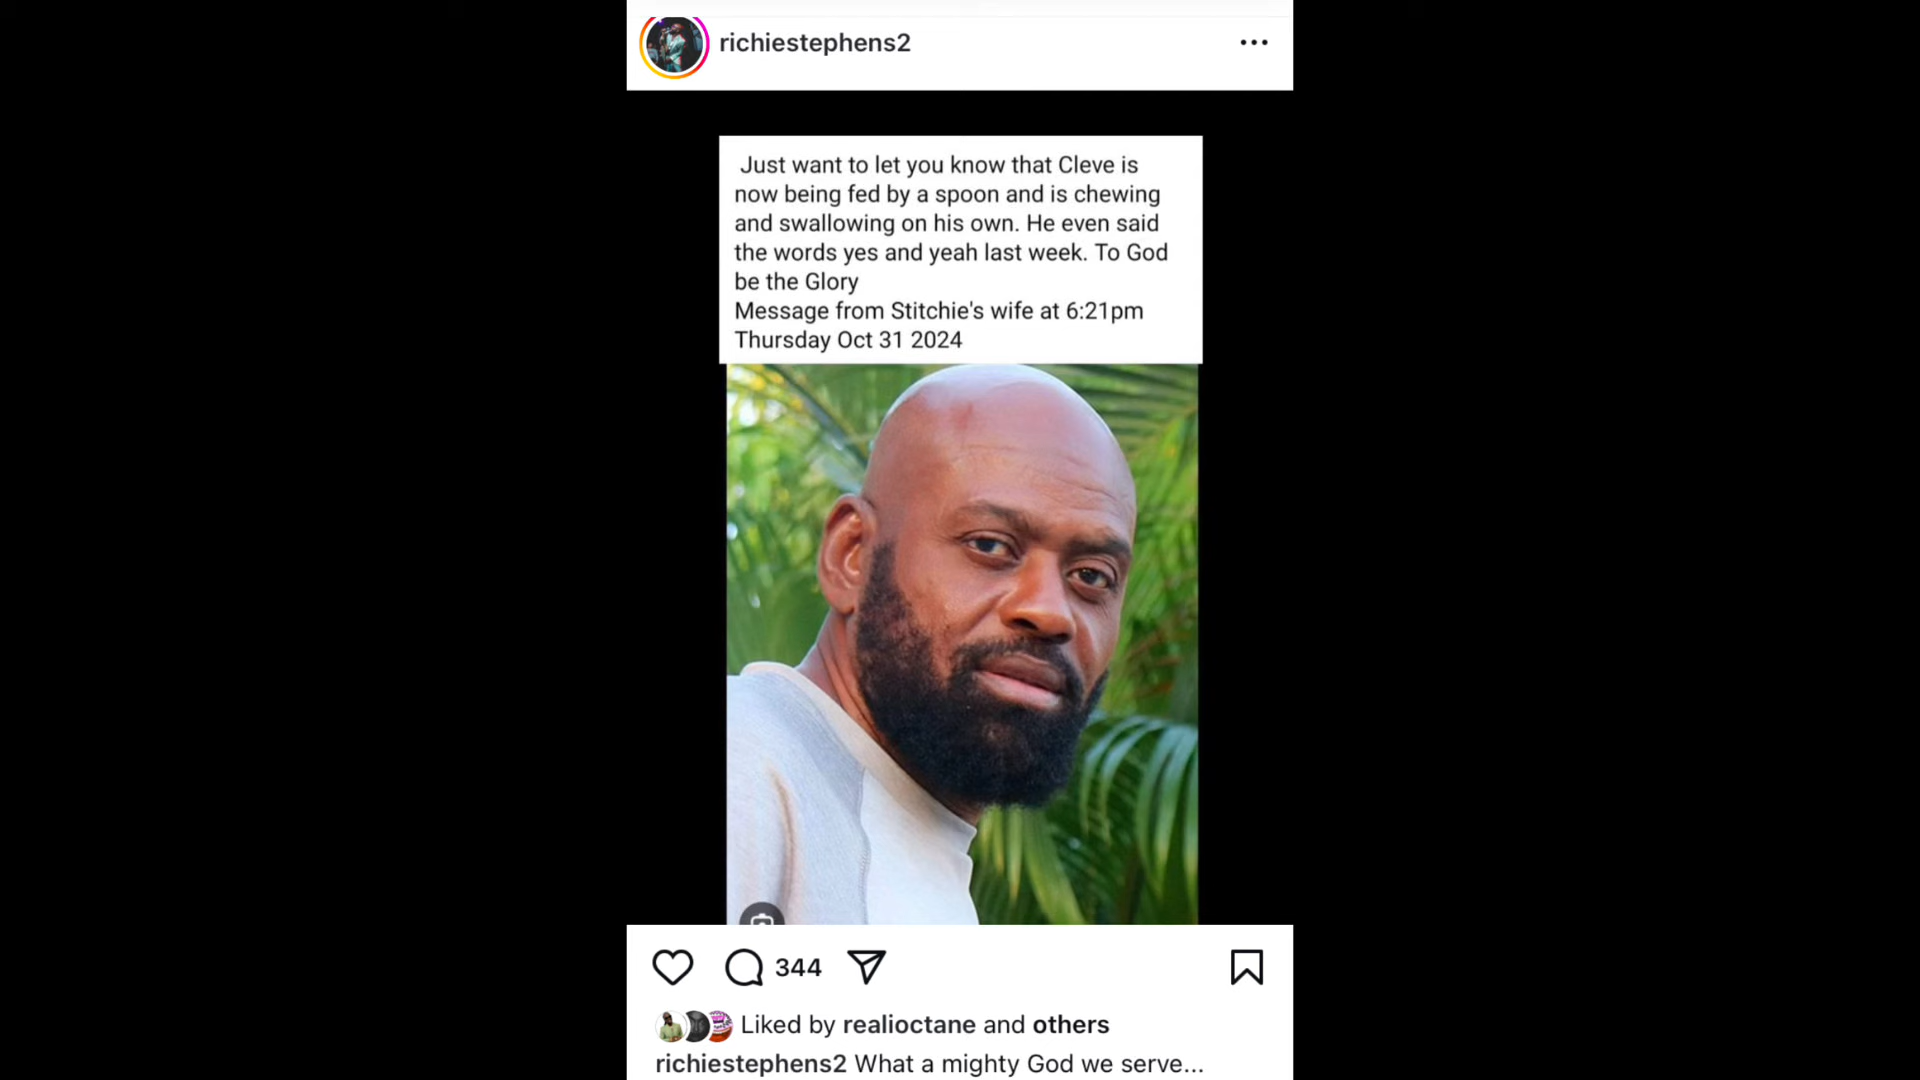 richiestephens2
Just want to let you know that Cleve is
now being fed by a spoon and is chewing
and swallowing on his own. He even said
the words yes and yeah last week. To God
be the Glory
Message from Stitchie's wife at 6:21pm
Thursday Oct 31 2024
344
Liked by realioctane and others
richiestephens2 What a mighty God we serve...